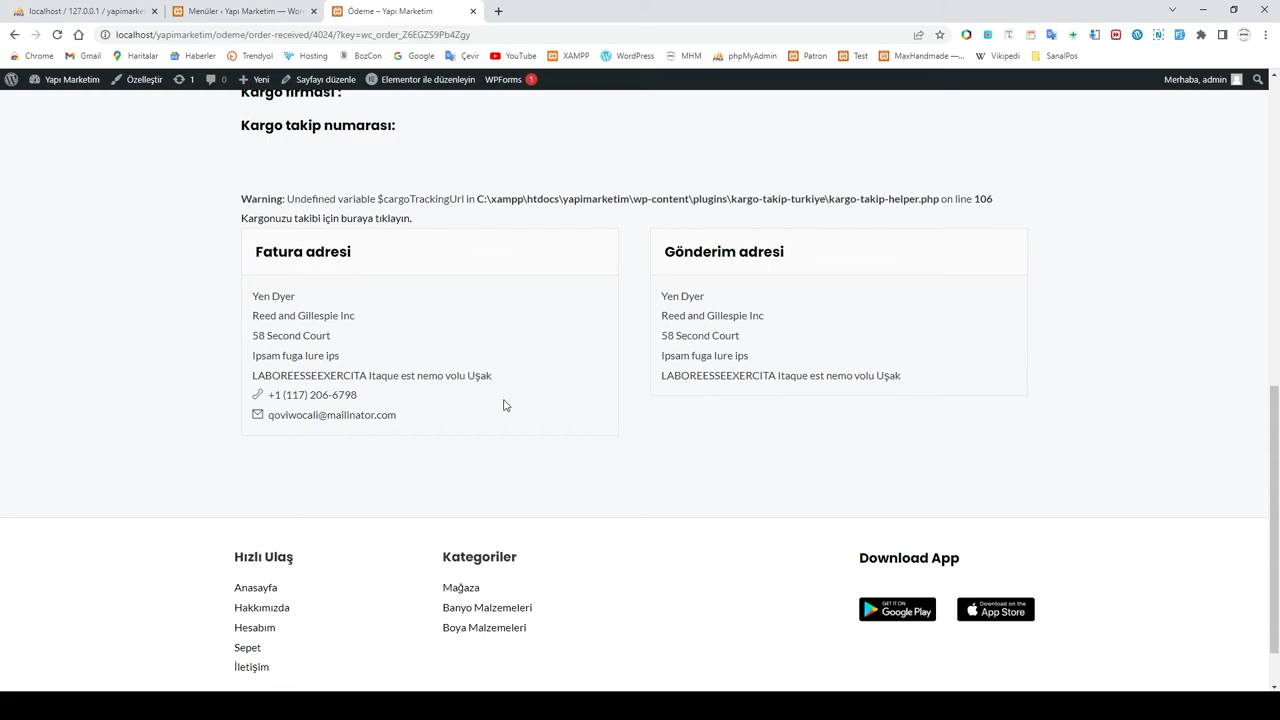 localhost / 127.0.0.1 / yapimarke
Menüler ‹ Yapı Marketim — Wor
Ödeme – Yapı Marketim
localhost/yapimarketim/odeme/order-received/4024/?key=wc_order_Z6EGZS9Pb4Zgy
Chrome Gmail Haritalar Haberler Trendyol Hosting BozCon Google Çevir YouTube XAMPP WordPress MHM phpMyAdmin Patron Test MaxHandmade —... Vikipedi SanalPos
Yapı Marketim Özelleştir 1 0 Yeni Sayfayı düzenle Elementor ile düzenleyin WPForms 1 Merhaba, admin
Kargo firması :
Kargo takip numarası:
Warning: Undefined variable $cargoTrackingUrl in C:\xampp\htdocs\yapimarketim\wp-content\plugins\kargo-takip-turkiye\kargo-takip-helper.php on line 106
Kargonuzu takibi için buraya tıklayın.
Fatura adresi
Yen Dyer
Reed and Gillespie Inc
58 Second Court
Ipsam fuga Iure ips
LABOREESSEEXERCITA Itaque est nemo volu Uşak
+1 (117) 206-6798
qoviwocali@mailinator.com
Gönderim adresi
Yen Dyer
Reed and Gillespie Inc
58 Second Court
Ipsam fuga Iure ips
LABOREESSEEXERCITA Itaque est nemo volu Uşak
Hızlı Ulaş
Anasayfa
Hakkımızda
Hesabım
Sepet
İletişim
Kategoriler
Mağaza
Banyo Malzemeleri
Boya Malzemeleri
Download App
GET IT ON
Google Play
Download on the
App Store